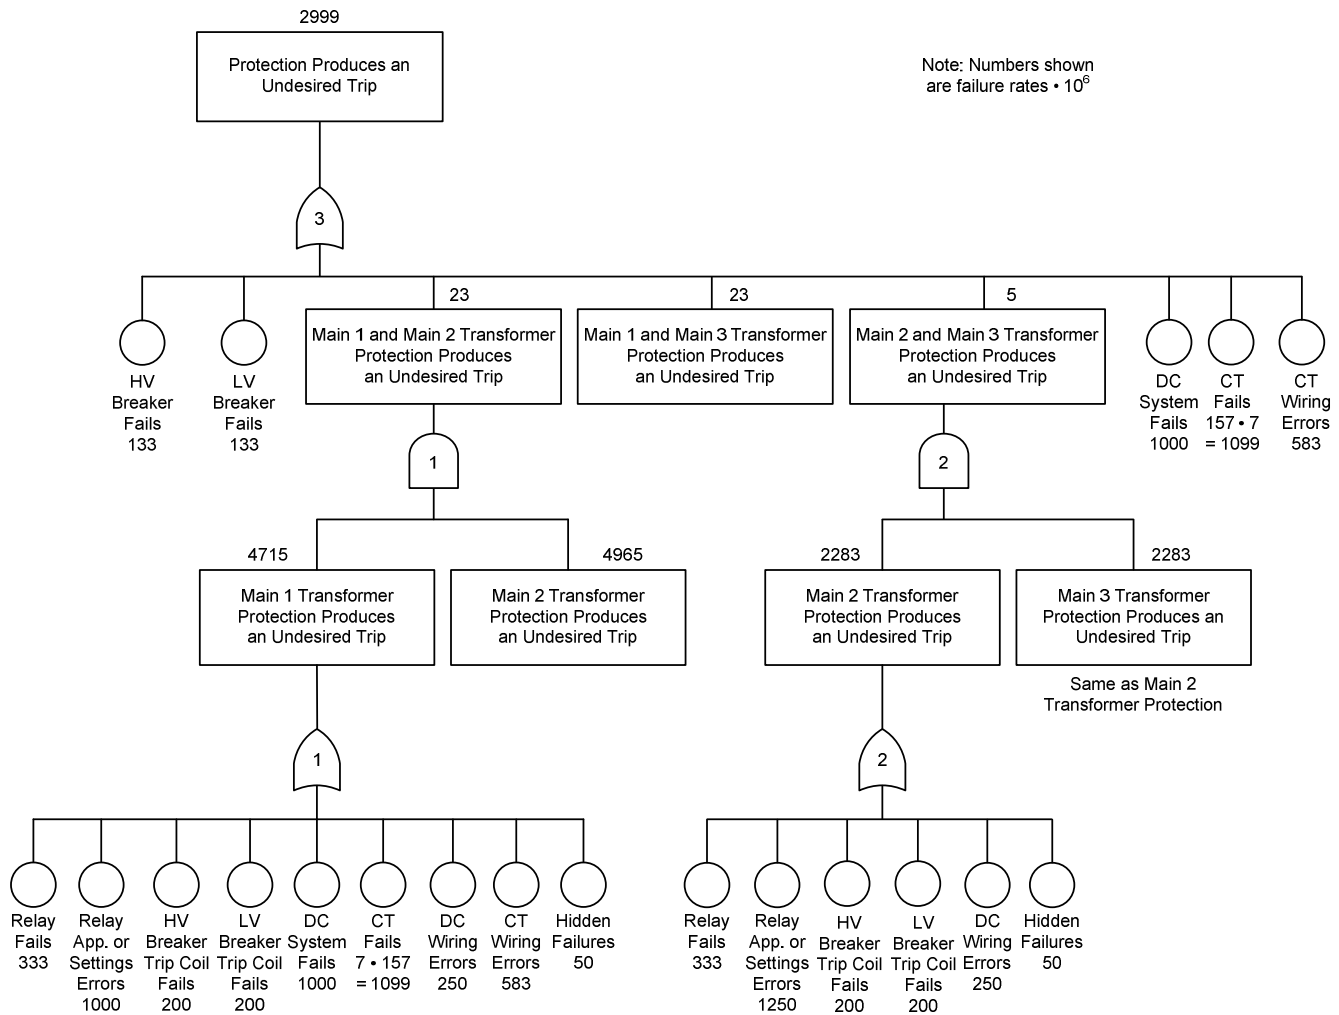 2999
Protection Produces an
Undesired Trip
Note: Numbers shown
are failure rates • 10⁶
3
HV
Breaker
Fails
133
LV
Breaker
Fails
133
23
Main 1 and Main 2 Transformer
Protection Produces
an Undesired Trip
23
Main 1 and Main 3 Transformer
Protection Produces
an Undesired Trip
5
Main 2 and Main 3 Transformer
Protection Produces
an Undesired Trip
DC
System
Fails
1000
CT
Fails
157 • 7
= 1099
CT
Wiring
Errors
583
1
2
4715
Main 1 Transformer
Protection Produces
an Undesired Trip
4965
Main 2 Transformer
Protection Produces
an Undesired Trip
2283
Main 2 Transformer
Protection Produces
an Undesired Trip
2283
Main 3 Transformer
Protection Produces an
Undesired Trip
Same as Main 2
Transformer Protection
1
2
Relay
Fails
333
Relay
App. or
Settings
Errors
1000
HV
Breaker
Trip Coil
Fails
200
LV
Breaker
Trip Coil
Fails
200
DC
System
Fails
1000
CT
Fails
7 • 157
= 1099
DC
Wiring
Errors
250
CT
Wiring
Errors
583
Hidden
Failures
50
Relay
Fails
333
Relay
App. or
Settings
Errors
1250
HV
Breaker
Trip Coil
Fails
200
LV
Breaker
Trip Coil
Fails
200
DC
Wiring
Errors
250
Hidden
Failures
50